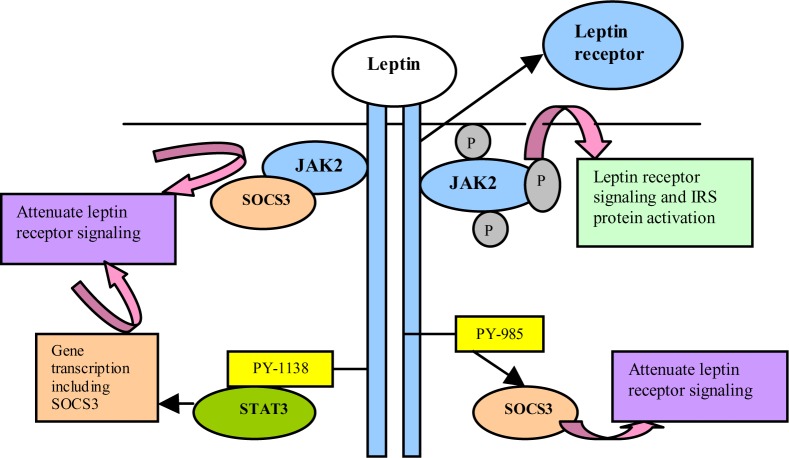 Leptin
receptor
Leptin
P
JAK2
SOCS3
JAK2
P
P
Leptin receptor
signaling and IRS
protein activation
Attenuate leptin
receptor signaling
PY-985
Gene
transcription
including
SOCS3
PY-1138
STAT3
SOCS3
Attenuate leptin
receptor signaling